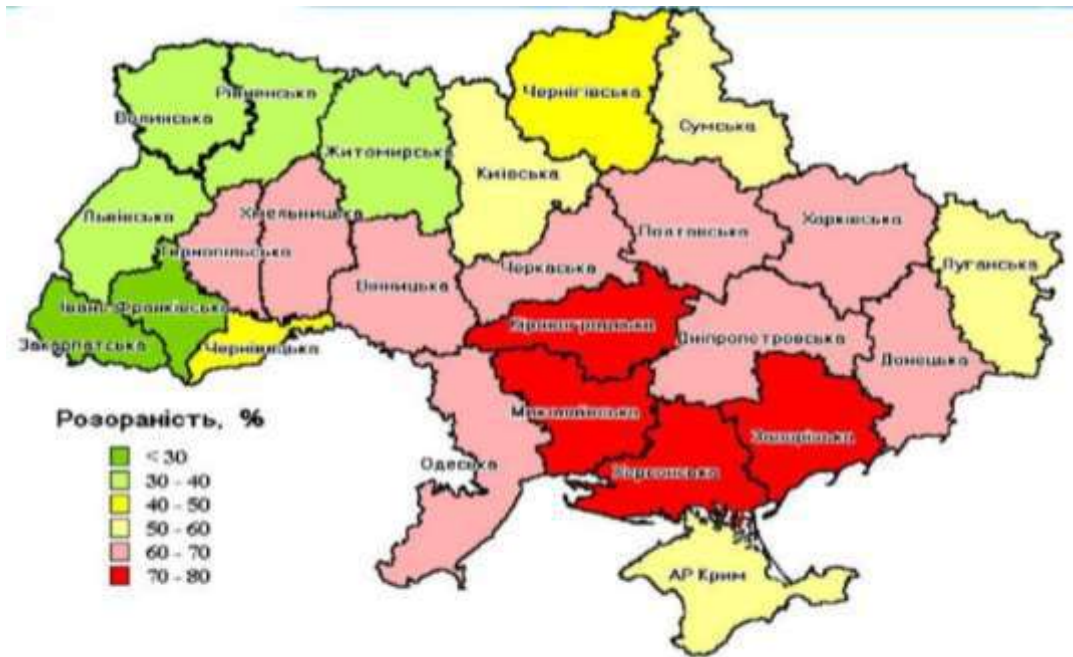 Чернігівська
Рівненська
Волинська
Сумська
Житомирська
Київська
Львівська
Хмельницька
Харківська
Полтавська
Тернопільська
Черкаська
Луганська
Вінницька
Івано-Франківська
Кіровоградська
Дніпропетровська
Закарпатська
Чернівецька
Донецька
Розораність, %
Миколаївська
Запорізька
< 30
Одеська
Херсонська
30 - 40
40 - 50
50 - 60
60 - 70
70 - 80
АР Крим